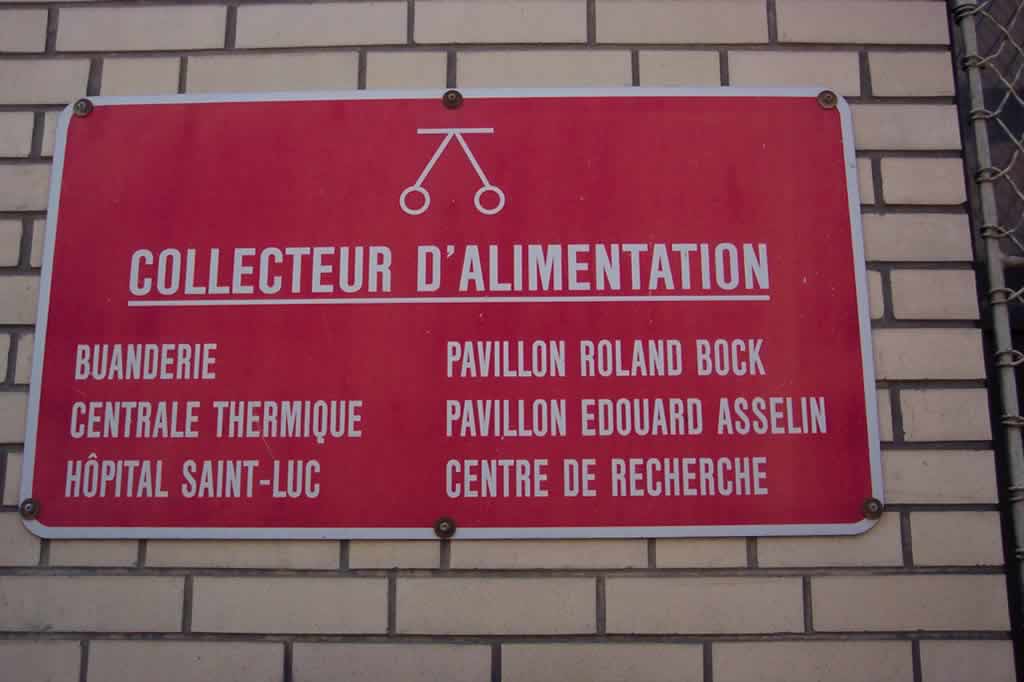 COLLECTEUR D'ALIMENTATION
BUANDERIE
CENTRALE THERMIQUE
HÔPITAL SAINT-LUC
PAVILLON ROLAND BOCK
PAVILLON EDOUARD ASSELIN
CENTRE DE RECHERCHE